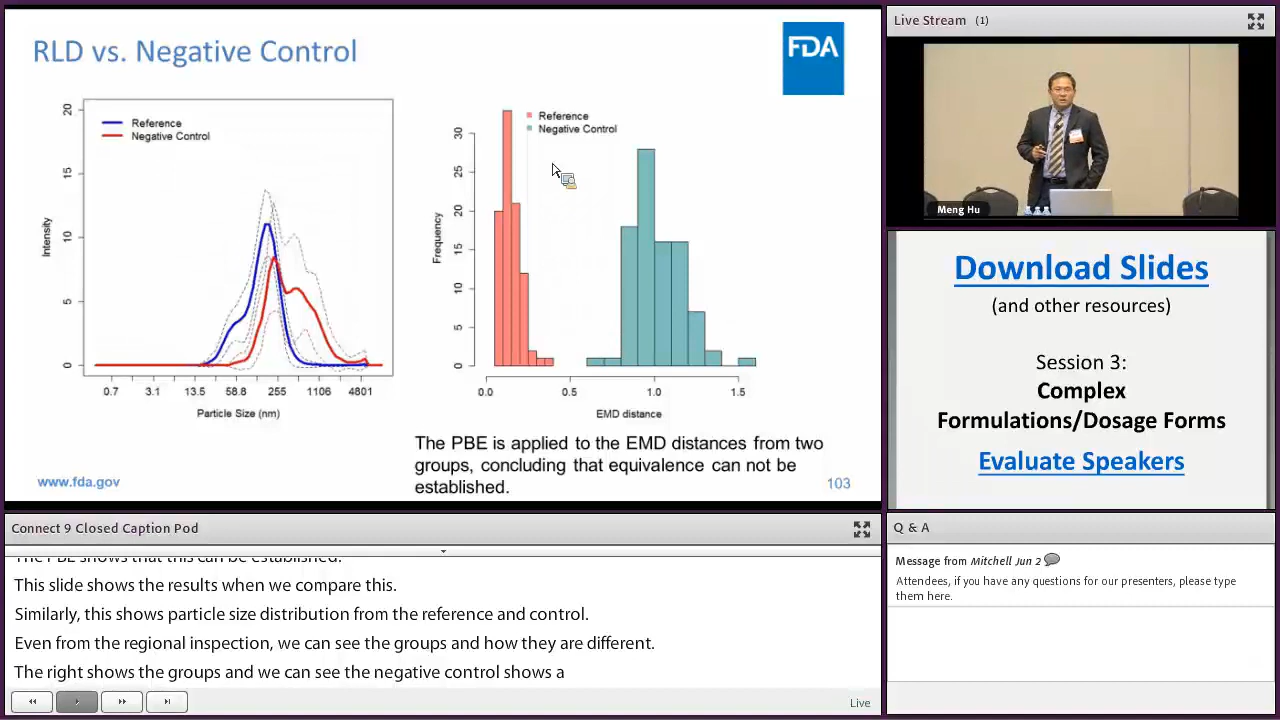 RLD vs. Negative Control
FDA
Reference
Negative Control
Intensity
20
15
10
5
0
0.7 3.1 13.5 58.8 255 1106 4801
Particle Size (nm)
Reference
Negative Control
Frequency
30
25
20
15
10
5
0
0.0 0.5 1.0 1.5
EMD distance
The PBE is applied to the EMD distances from two
groups, concluding that equivalence can not be
established.
www.fda.gov
103
Live Stream (1)
Meng Hu
Download Slides
(and other resources)
Session 3:
Complex
Formulations/Dosage Forms
Evaluate Speakers
Connect 9 Closed Caption Pod
The PBE shows that this can be established.
This slide shows the results when we compare this.
Similarly, this shows particle size distribution from the reference and control.
Even from the regional inspection, we can see the groups and how they are different.
The right shows the groups and we can see the negative control shows a
Live
Q & A
Message from Mitchell Jun 2
Attendees, if you have any questions for our presenters, please type
them here.